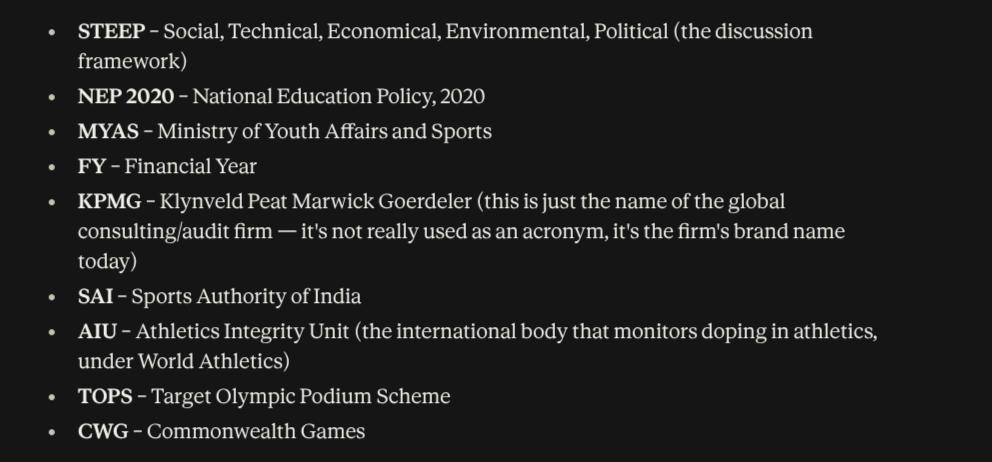 • STEEP – Social, Technical, Economical, Environmental, Political (the discussion
framework)
• NEP 2020 – National Education Policy, 2020
• MYAS – Ministry of Youth Affairs and Sports
• FY – Financial Year
• KPMG – Klynveld Peat Marwick Goerdeler (this is just the name of the global
consulting/audit firm — it's not really used as an acronym, it's the firm's brand name
today)
• SAI – Sports Authority of India
• AIU – Athletics Integrity Unit (the international body that monitors doping in athletics,
under World Athletics)
• TOPS – Target Olympic Podium Scheme
• CWG – Commonwealth Games